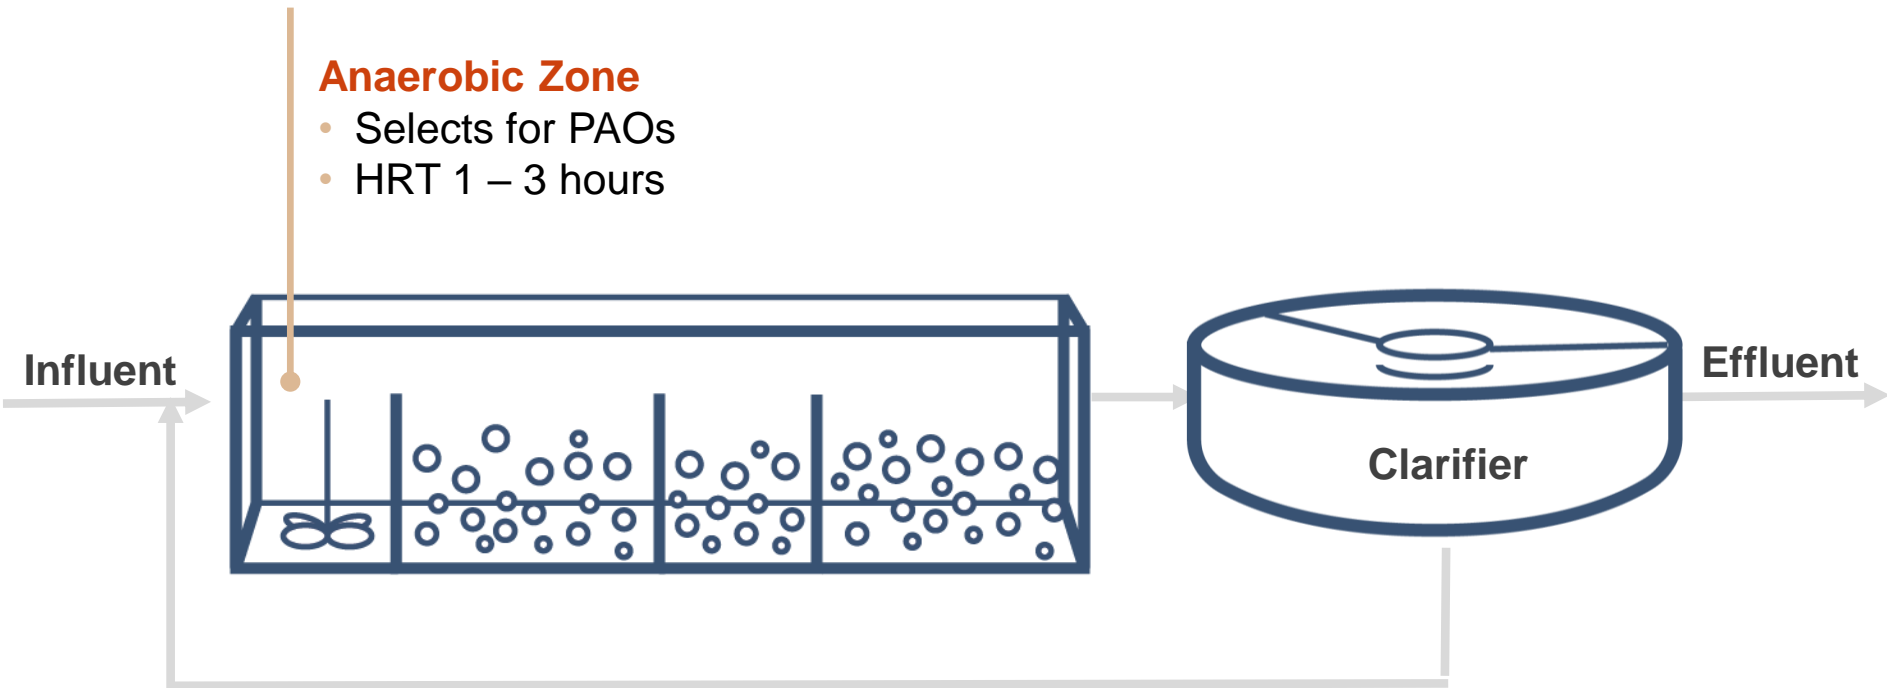 Anaerobic Zone
• Selects for PAOs
• HRT 1 – 3 hours
Influent
Effluent
Clarifier